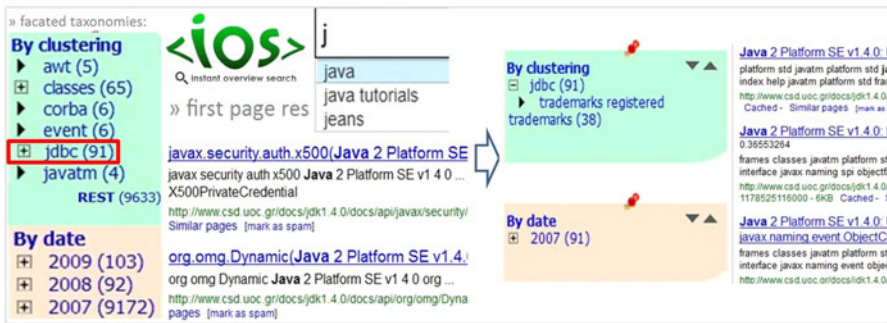 » facated taxonomies:
By clustering
awt (5)
classes (65)
corba (6)
event (6)
jdbc (91)
javatm (4)
REST (9633)
By date
2009 (103)
2008 (92)
2007 (9172)
<ios>
instant overview search
j
java
java tutorials
jeans
» first page res
javax.security.auth.x500(Java 2 Platform SE
javax security auth x500 Java 2 Platform SE v1 4 0 ...
X500PrivateCredential
http://www.csd.uoc.gr/docs/jdk1.4.0/docs/api/javax/security/
Similar pages [mark as spam]
org.omg.Dynamic(Java 2 Platform SE v1.4.
org omg Dynamic Java 2 Platform SE v1 4 0 org ...
http://www.csd.uoc.gr/docs/jdk1.4.0/docs/api/org/omg/Dyna
pages [mark as spam]
By clustering
jdbc (91)
trademarks registered
trademarks (38)
By date
2007 (91)
Java 2 Platform SE v1.4.0:
platform std javatm platform std
index help javatm platform std fra
http://www.csd.uoc.gr/docs/jdk1.4.0/
Cached - Similar pages [mark as
Java 2 Platform SE v1.4.0:
0.36553264
frames classes javatm platform st
interface javax naming spi objectf
http://www.csd.uoc.gr/docs/jdk1.4.0/
1178525116000 - 6KB Cached -
Java 2 Platform SE v1.4.0:
javax.naming.event.ObjectC
frames classes javatm platform st
interface javax naming event objec
http://www.csd.uoc.gr/docs/jdk1.4.0/